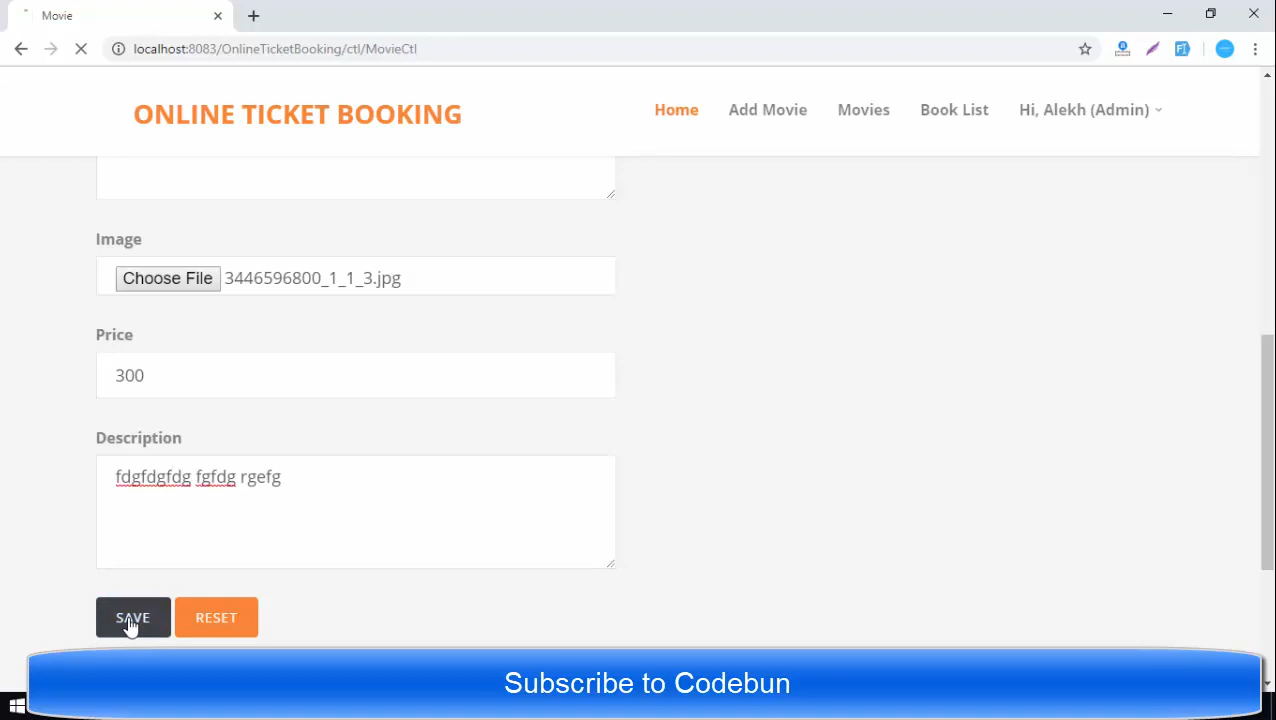 Movie
localhost:8083/OnlineTicketBooking/ctl/MovieCtl
ONLINE TICKET BOOKING
Home
Add Movie
Movies
Book List
Hi, Alekh (Admin)
Image
Choose File 3446596800_1_1_3.jpg
Price
300
Description
fdgfdgfdg fgfdg rgefg
SAVE
RESET
Subscribe to Codebun